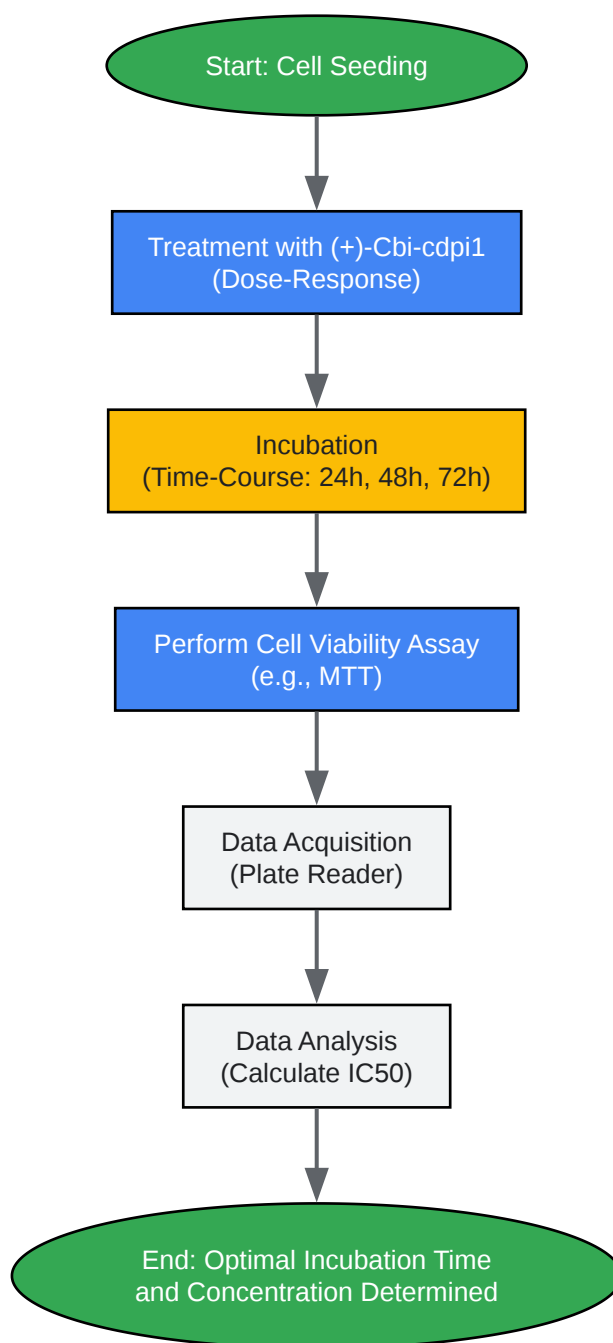 Start: Cell Seeding
Treatment with (+)-Cbi-cdpi1
(Dose-Response)
Incubation
(Time-Course: 24h, 48h, 72h)
Perform Cell Viability Assay
(e.g., MTT)
Data Acquisition
(Plate Reader)
Data Analysis
(Calculate IC50)
End: Optimal Incubation Time
and Concentration Determined